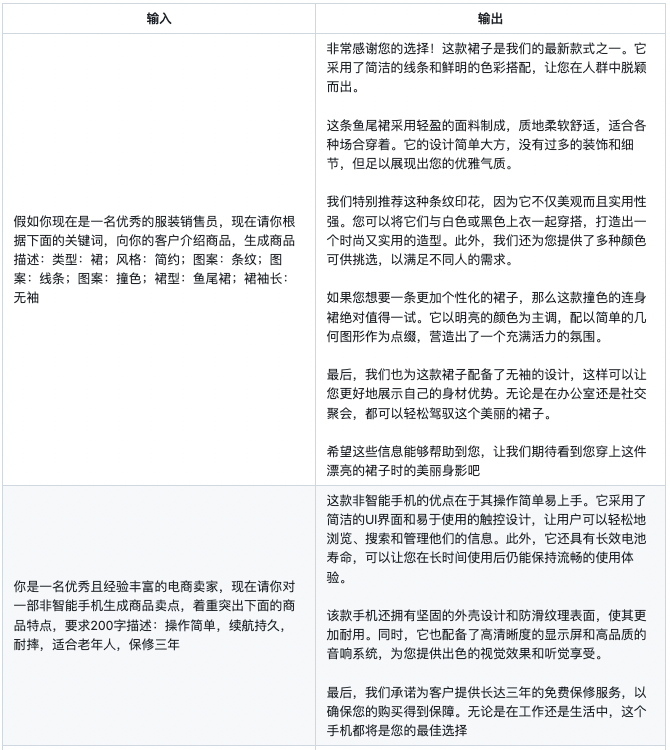 输入
输出
假如你现在是一名优秀的服装销售员，现在请你根
据下面的关键词，向你的客户介绍商品，生成商品
描述：类型：裙；风格：简约；图案：条纹；图
案：线条；图案：撞色；裙型：鱼尾裙；裙袖长：
无袖
非常感谢您的选择！这款裙子是我们的最新款式之一。它
采用了简洁的线条和鲜明的色彩搭配，让您在人群中脱颖
而出。
这条鱼尾裙采用轻盈的面料制成，质地柔软舒适，适合各
种场合穿着。它的设计简单大方，没有过多的装饰和细
节，但足以展现出您的优雅气质。
我们特别推荐这种条纹印花，因为它不仅美观而且实用性
强。您可以将它们与白色或黑色上衣一起穿搭，打造出一
个时尚又实用的造型。此外，我们还为您提供了多种颜色
可供挑选，以满足不同人的需求。
如果您想要一条更加个性化的裙子，那么这款撞色的连身
裙绝对值得一试。它以明亮的颜色为主调，配以简单的几
何图形作为点缀，营造出了一个充满活力的氛围。
最后，我们也为这款裙子配备了无袖的设计，这样可以让
您更好地展示自己的身材优势。无论是在办公室还是社交
聚会，都可以轻松驾驭这个美丽的裙子。
希望这些信息能够帮助到您，让我们期待看到您穿上这件
漂亮的裙子时的美丽身影吧
你是一名优秀且经验丰富的电商卖家，现在请你对
一部非智能手机生成商品卖点，着重突出下面的商
品特点，要求200字描述：操作简单，续航持久，
耐摔，适合老年人，保修三年
这款非智能手机的优点在于其操作简单易上手。它采用了
简洁的UI界面和易于使用的触控设计，让用户可以轻松地
浏览、搜索和管理他们的信息。此外，它还具有长效电池
寿命，可以让您在长时间使用后仍能保持流畅的使用体
验。
该款手机还拥有坚固的外壳设计和防滑纹理表面，使其更
加耐用。同时，它也配备了高清晰度的显示屏和高品质的
音响系统，为您提供出色的视觉效果和听觉享受。
最后，我们承诺为客户提供长达三年的免费保修服务，以
确保您的购买得到保障。无论是在工作还是生活中，这个
手机都将是您的最佳选择